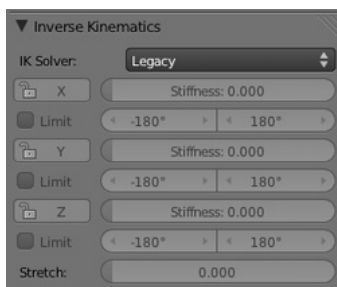 Inverse Kinematics
IK Solver: Legacy
X Stiffness: 0.000
Limit -180° 180°
Y Stiffness: 0.000
Limit -180° 180°
Z Stiffness: 0.000
Limit -180° 180°
Stretch: 0.000